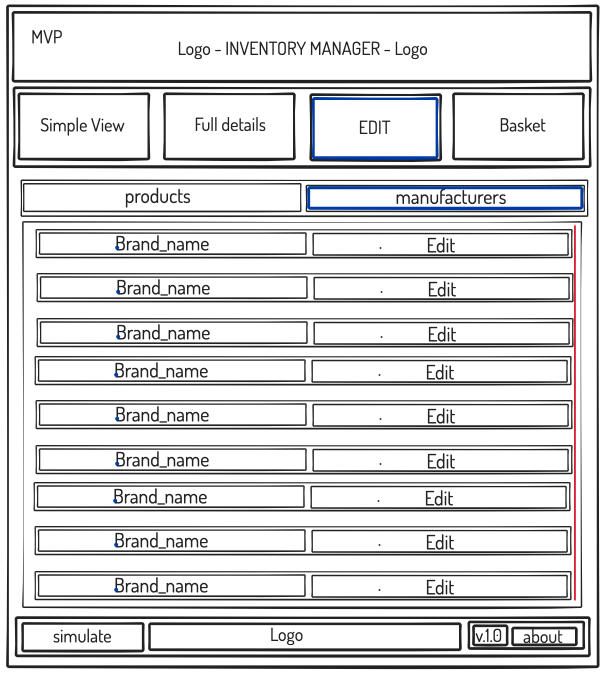 MVP
Logo - INVENTORY MANAGER - Logo
Simple View Full details EDIT Basket
products manufacturers
Brand_name Edit
Brand_name Edit
Brand_name Edit
Brand_name Edit
Brand_name Edit
Brand_name Edit
Brand_name Edit
Brand_name Edit
Brand_name Edit
simulate Logo v.1.0 about